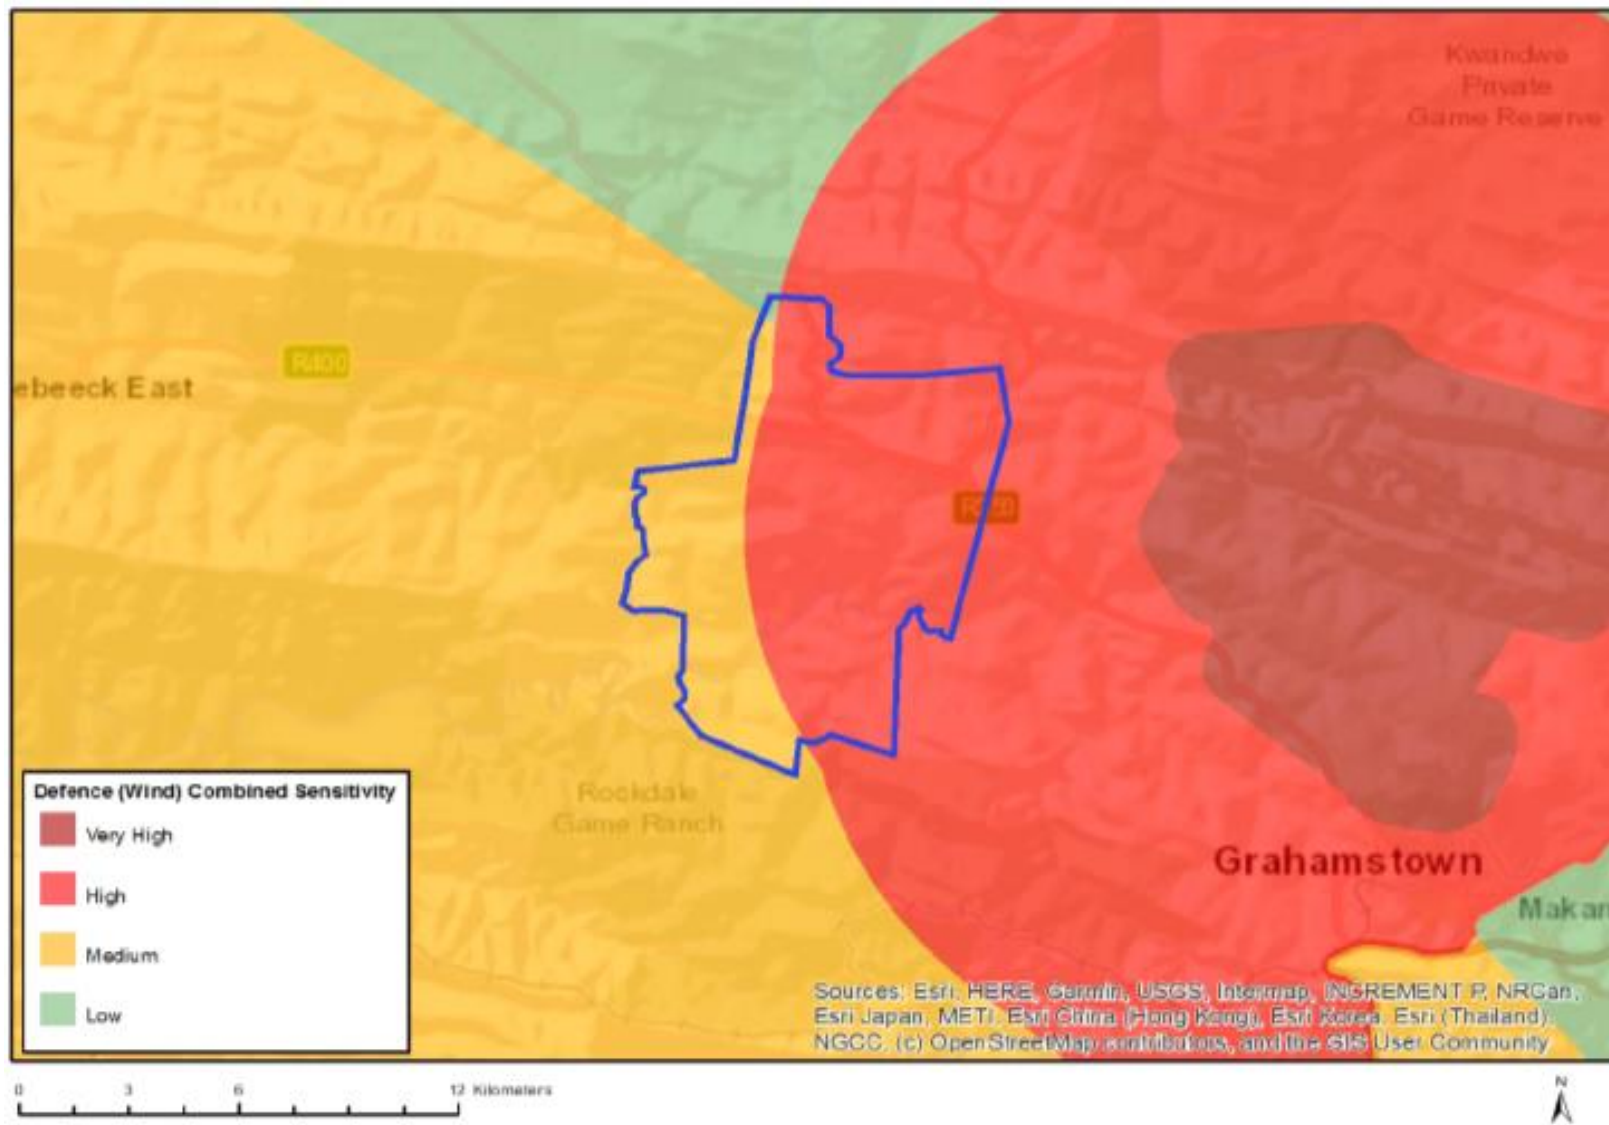 Kwandwe
Private
Game Reserve
R400
ebeeck East
Rockdale
Game Ranch
Defence (Wind) Combined Sensitivity
Very High
High
Medium
Low
Grahamstown
Makan
Sources: Esri, HERE, Garmin, USGS, Intermap, INCREMENT P, NRCan,
Esri Japan, METI, Esri China (Hong Kong), Esri Korea, Esri (Thailand),
NGCC, (c) OpenStreetMap contributors, and the GIS User Community
0 3 6 12 Kilometers
N